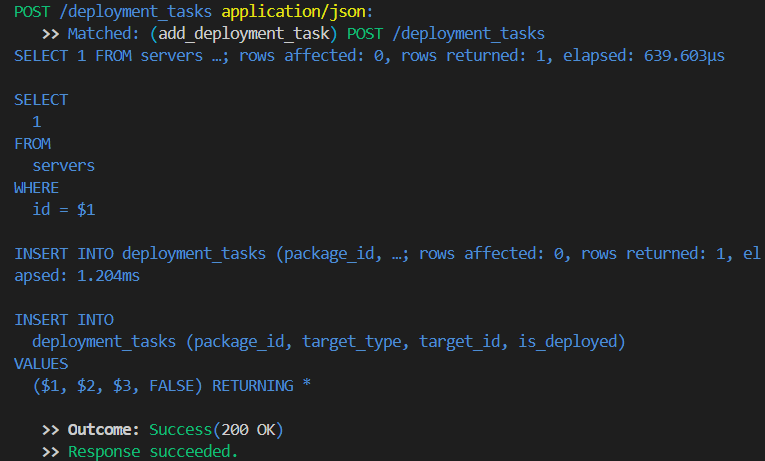 POST /deployment_tasks application/json:
>> Matched: (add_deployment_task) POST /deployment_tasks
SELECT 1 FROM servers …; rows affected: 0, rows returned: 1, elapsed: 639.603µs
SELECT
1
FROM
servers
WHERE
id = $1
INSERT INTO deployment_tasks (package_id, …; rows affected: 0, rows returned: 1, el
apsed: 1.204ms
INSERT INTO
deployment_tasks (package_id, target_type, target_id, is_deployed)
VALUES
($1, $2, $3, FALSE) RETURNING *
>> Outcome: Success(200 OK)
>> Response succeeded.